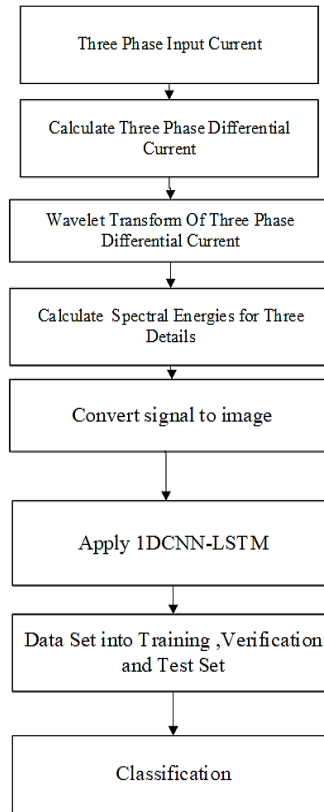 Three Phase Input Current
Calculate Three Phase Differential
Current
Wavelet Transform Of Three Phase
Differential Current
Calculate Spectral Energies for Three
Details
Convert signal to image
Apply 1DCNN-LSTM
Data Set into Training ,Verification
and Test Set
Classification